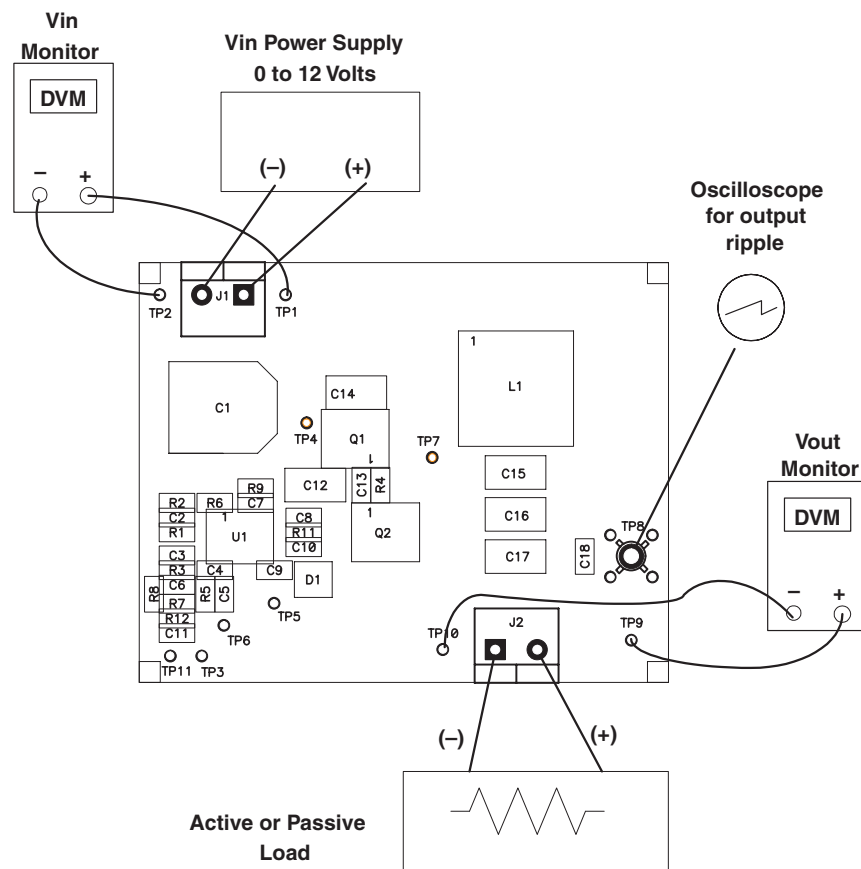 Vin
Monitor
DVM
– +
Vin Power Supply
0 to 12 Volts
(–) (+)
Oscilloscope
for output
ripple
TP2
J1
TP1
C1
C14
TP4
Q1
1
L1
1
TP7
C12
C13
R4
C15
C16
C17
C18
TP8
R9
C7
R2
R6
C2
R1
1
U1
C8
R11
C10
1
Q2
C3
R3
C4
C9
D1
C6
R8
R5
C5
R7
R12
C11
TP5
TP6
TP11
TP3
TP10
J2
TP9
Vout
Monitor
DVM
– +
(–) (+)
Active or Passive
Load